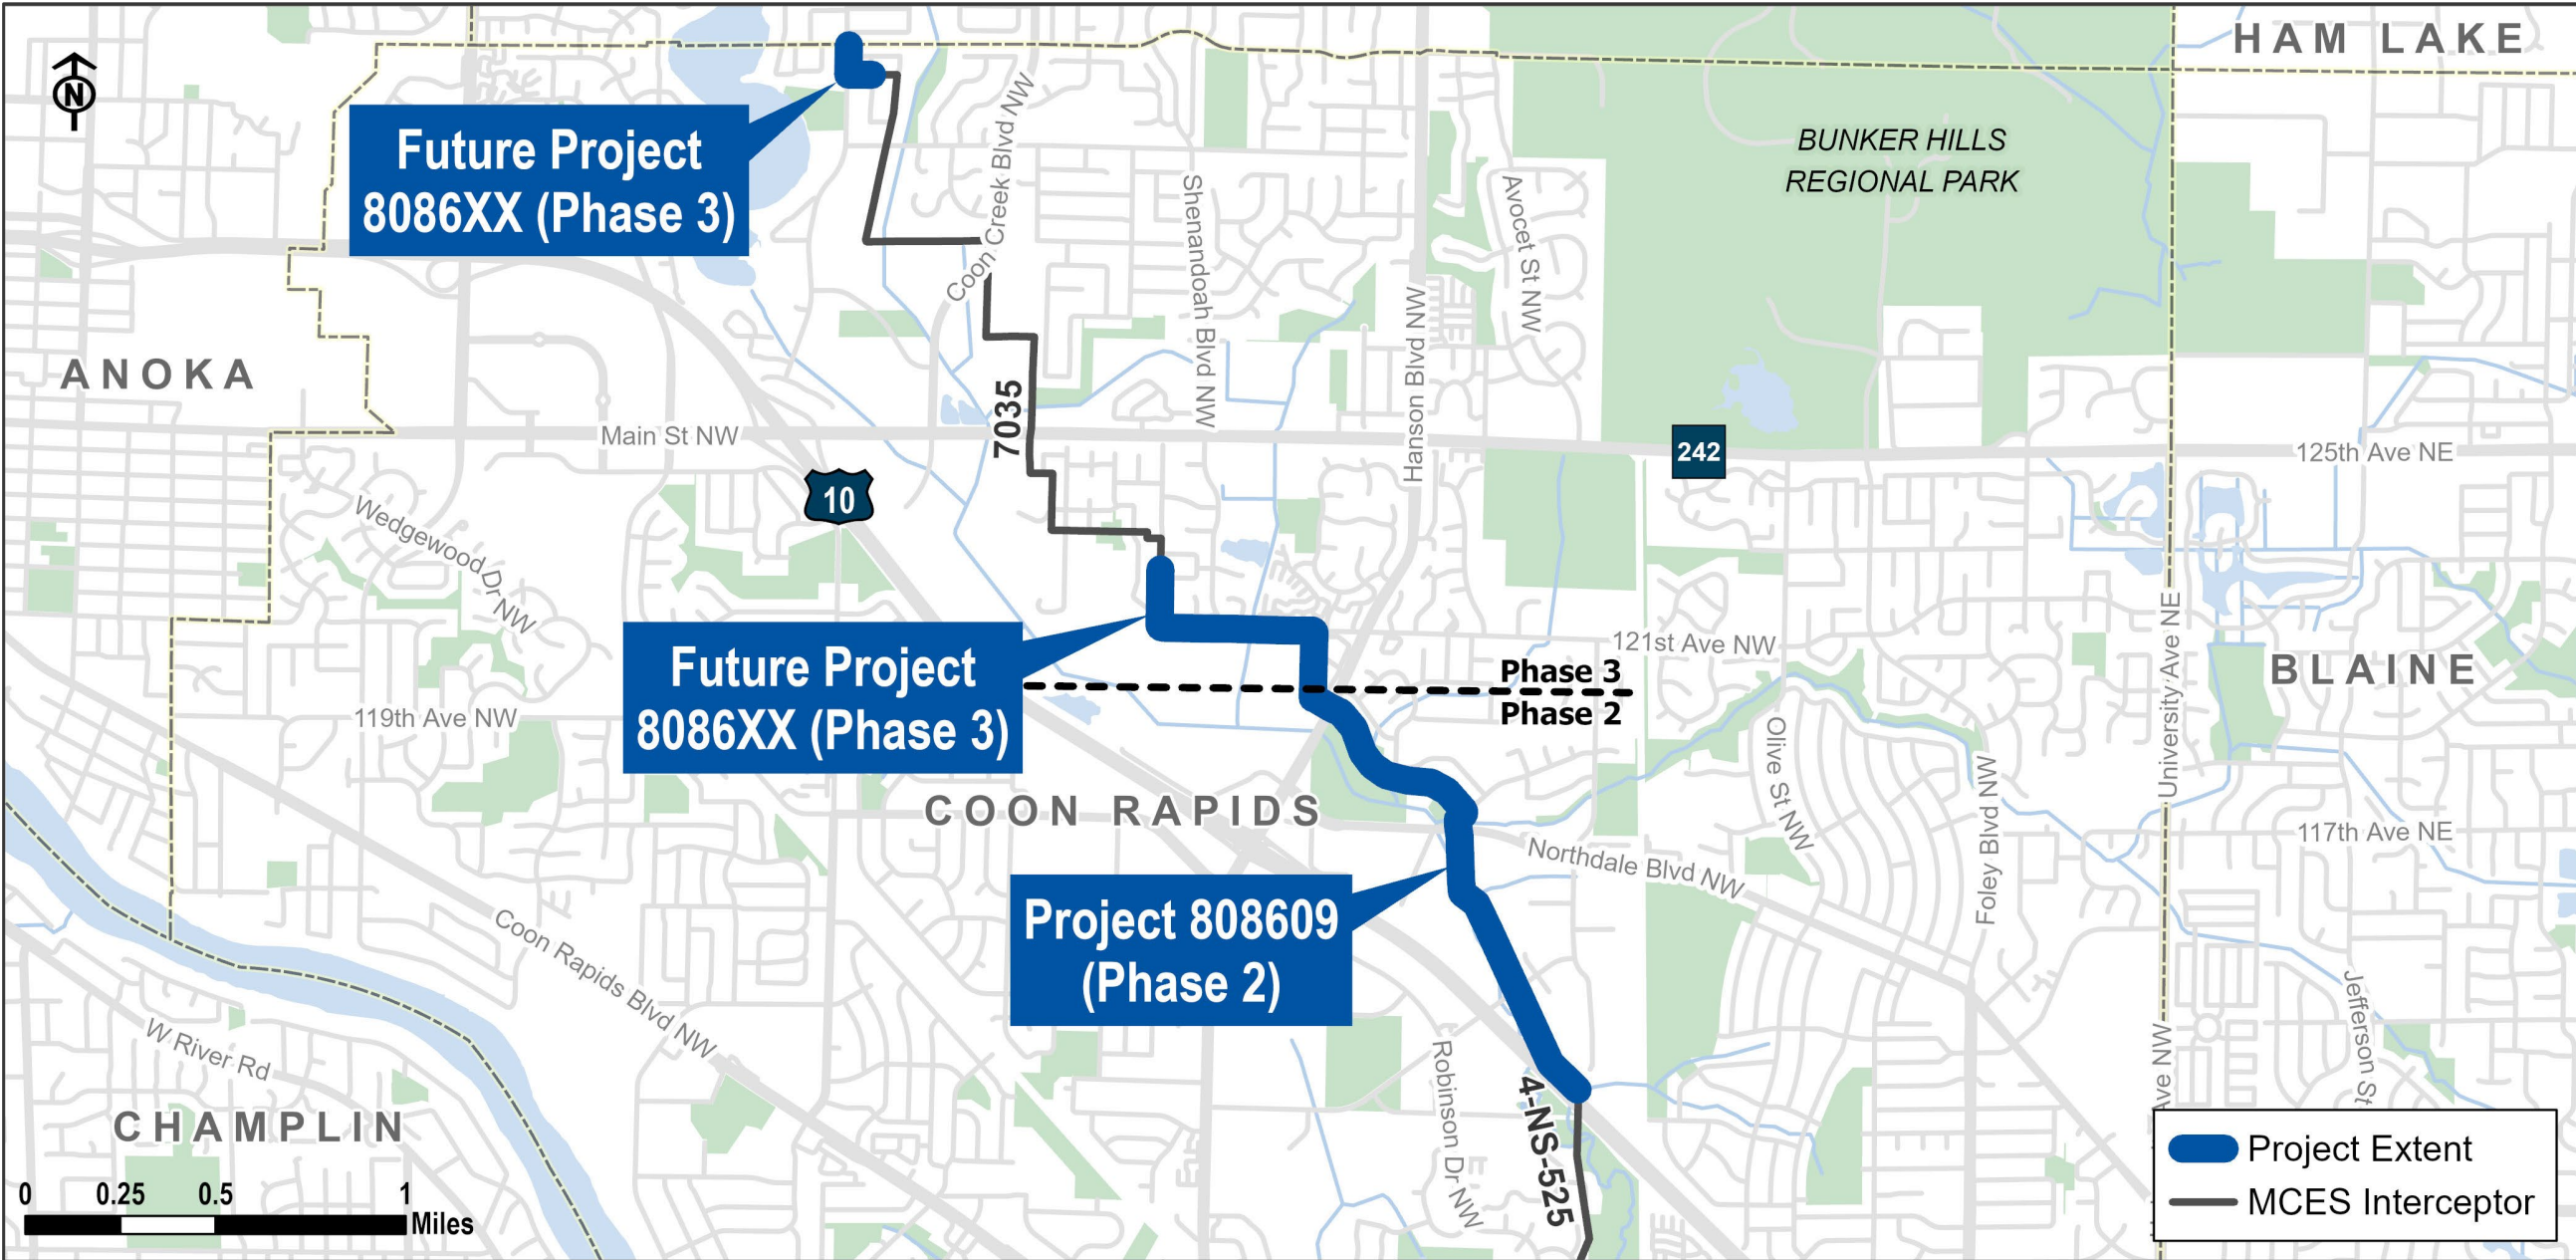 N
HAM LAKE
Future Project
8086XX (Phase 3)
Coon Creek Blvd NW
BUNKER HILLS
REGIONAL PARK
Shenandoah Blvd NW
Avocet St NW
Hanson Blvd NW
ANOKA
7035
Main St NW
242
125th Ave NE
10
Wedgewood Dr NW
Future Project
8086XX (Phase 3)
121st Ave NW
Phase 3
Phase 2
University Ave NE
BLAINE
119th Ave NW
Olive St NW
Foley Blvd NW
COON RAPIDS
117th Ave NE
Northdale Blvd NW
Project 808609
(Phase 2)
Coon Rapids Blvd NW
W River Rd
Robinson Dr NW
4-NS-525
Jefferson St
Ave NW
CHAMPLIN
0 0.25 0.5 1
Miles
Project Extent
MCES Interceptor